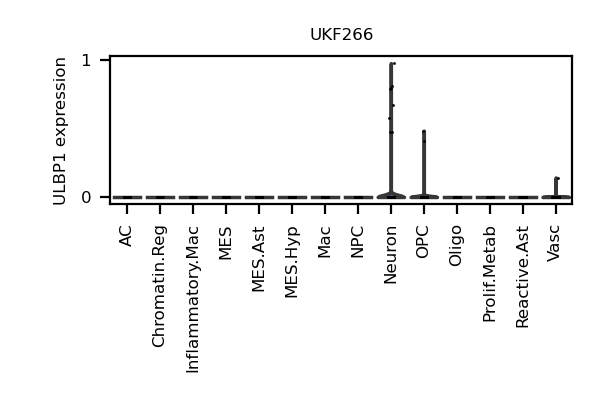 UKF266
ULBP1 expression
1
0
AC
Chromatin.Reg
Inflammatory.Mac
MES
MES.Ast
MES.Hyp
Mac
NPC
Neuron
OPC
Oligo
Prolif.Metab
Reactive.Ast
Vasc